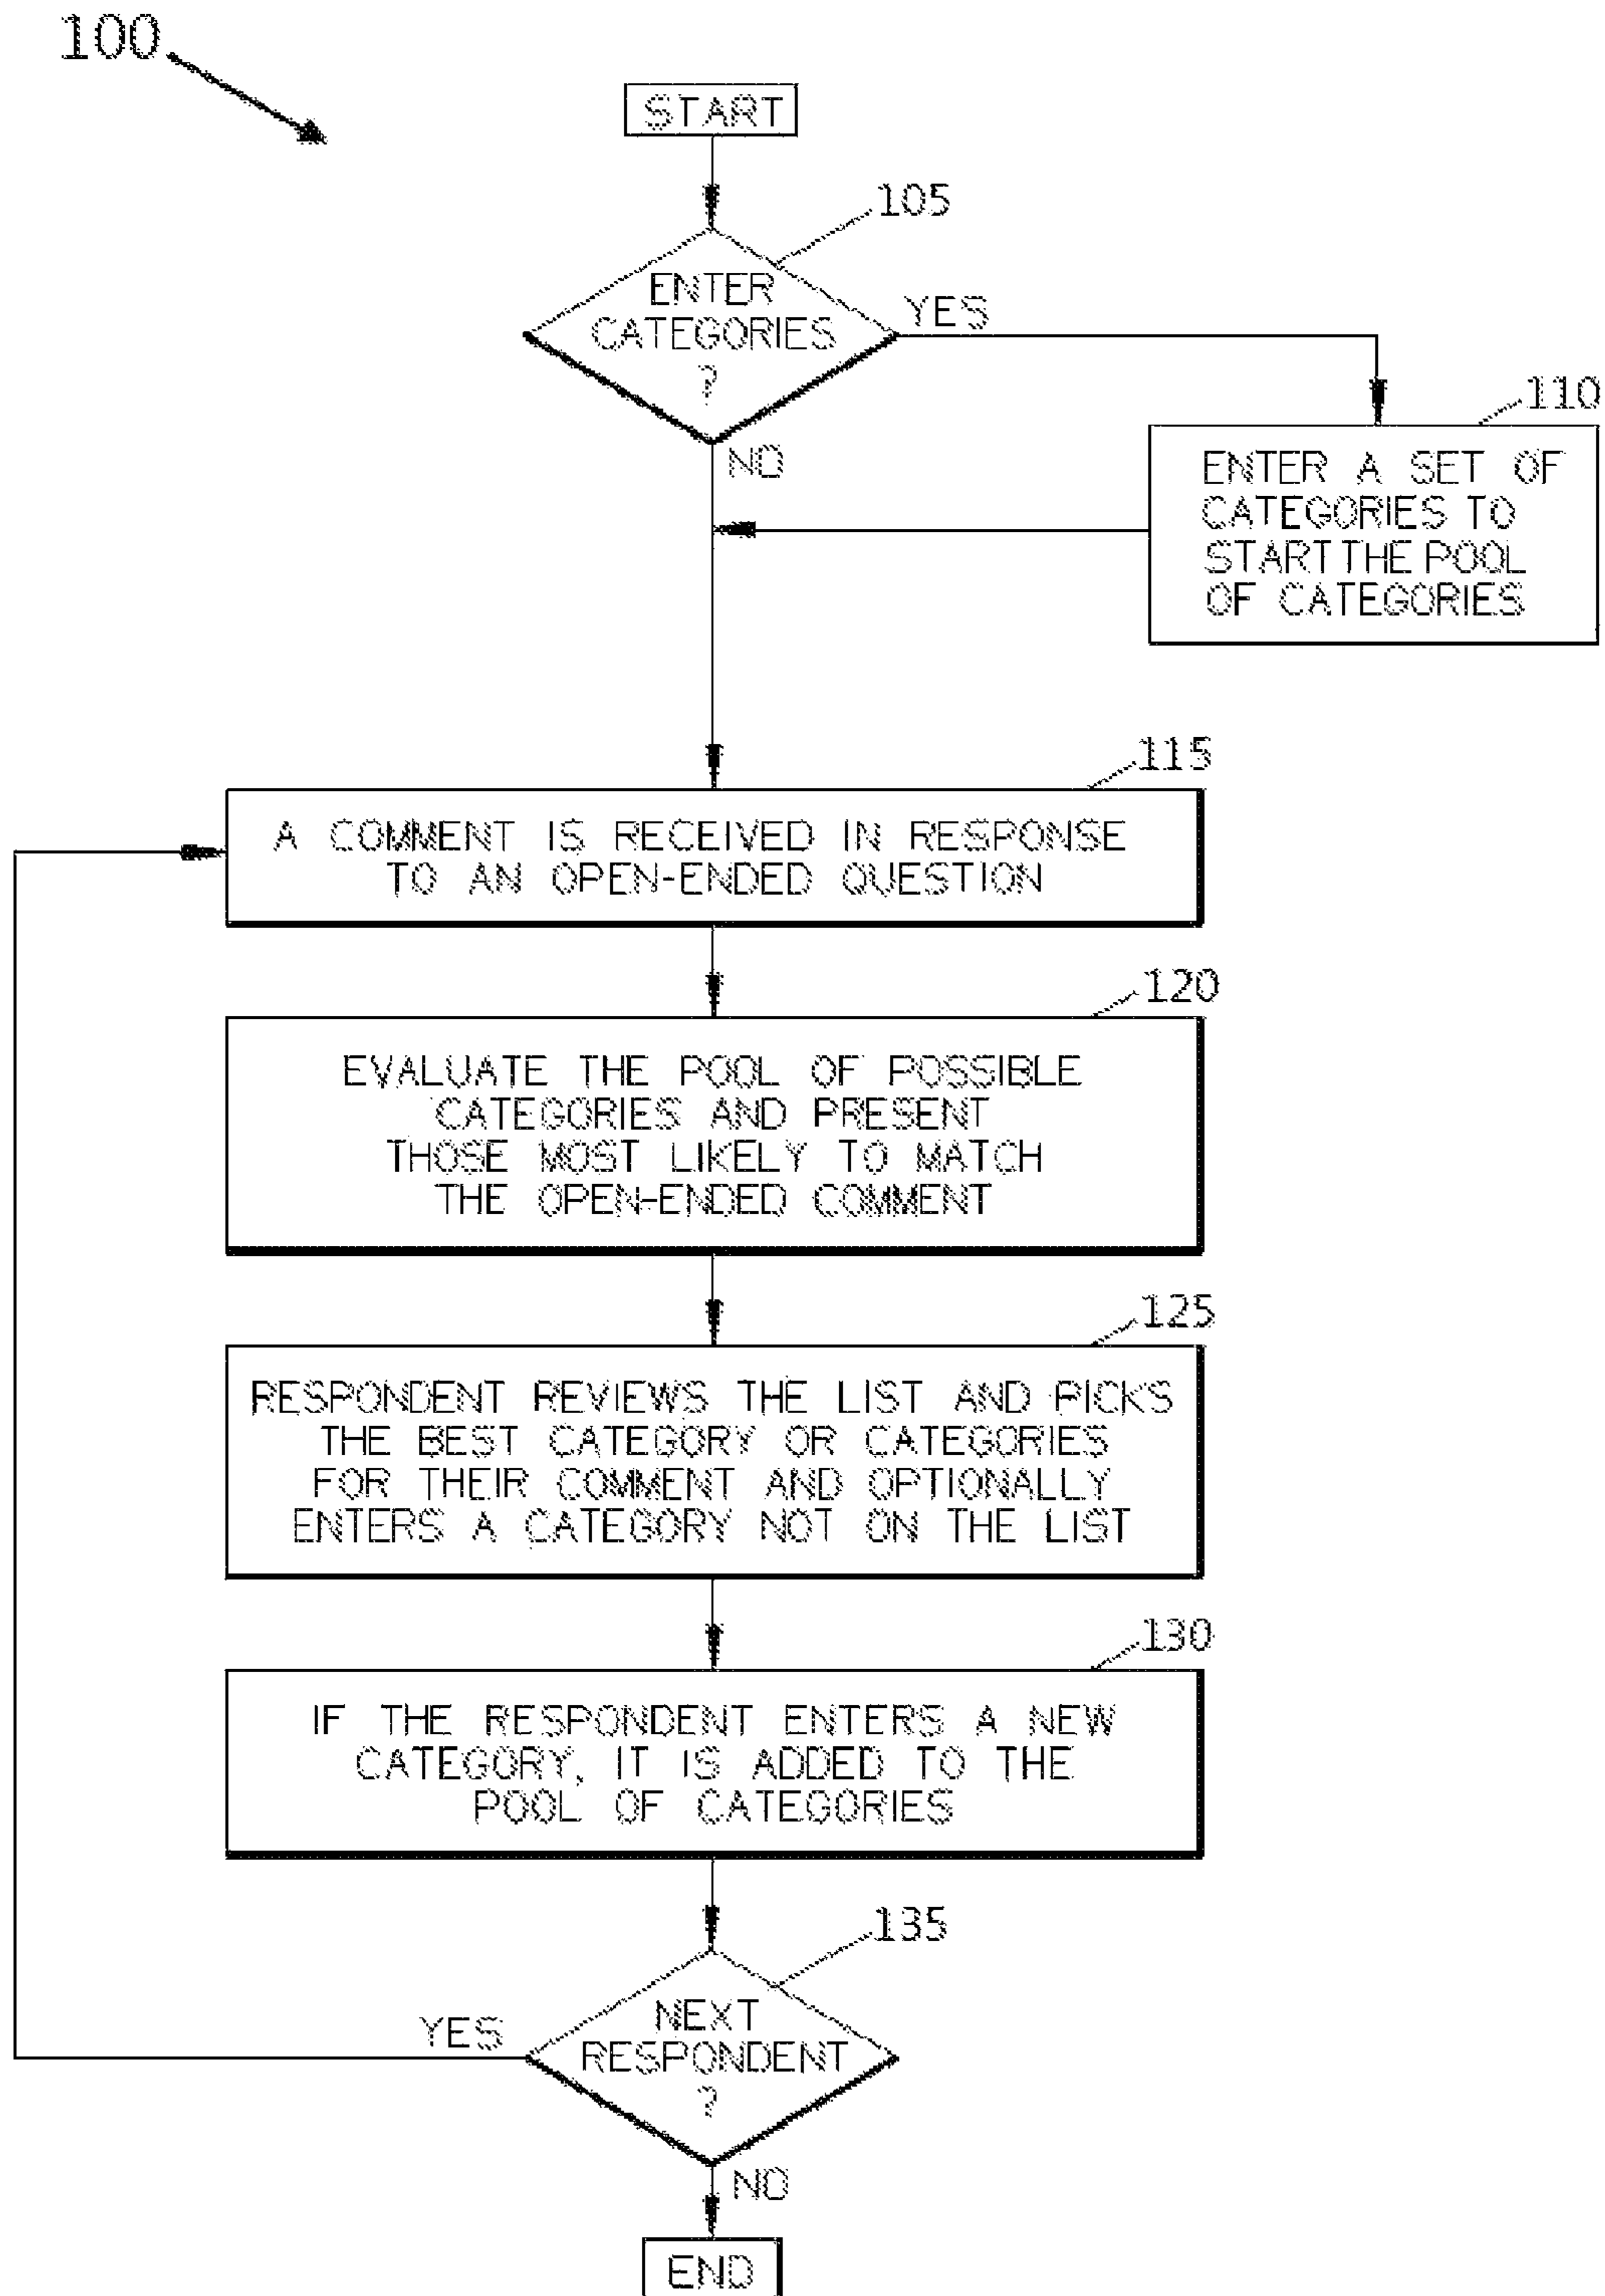 100
START
105
ENTER
CATEGORIES
?
YES
NO
110
ENTER A SET OF
CATEGORIES TO
START THE POOL
OF CATEGORIES
115
A COMMENT IS RECEIVED IN RESPONSE
TO AN OPEN-ENDED QUESTION
120
EVALUATE THE POOL OF POSSIBLE
CATEGORIES AND PRESENT
THOSE MOST LIKELY TO MATCH
THE OPEN-ENDED COMMENT
125
RESPONDENT REVIEWS THE LIST AND PICKS
THE BEST CATEGORY OR CATEGORIES
FOR THEIR COMMENT AND OPTIONALLY
ENTERS A CATEGORY NOT ON THE LIST
130
IF THE RESPONDENT ENTERS A NEW
CATEGORY, IT IS ADDED TO THE
POOL OF CATEGORIES
135
NEXT
RESPONDENT
?
YES
NO
END